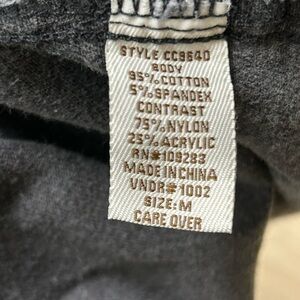 STYLE CC9640
BODY
95%COTTON
5%SPANDEX
CONTRAST
75%NYLON
25%ACRYLIC
RN#109283
MADE IN CHINA
VNDR#1002
SIZE:M
CARE OVER